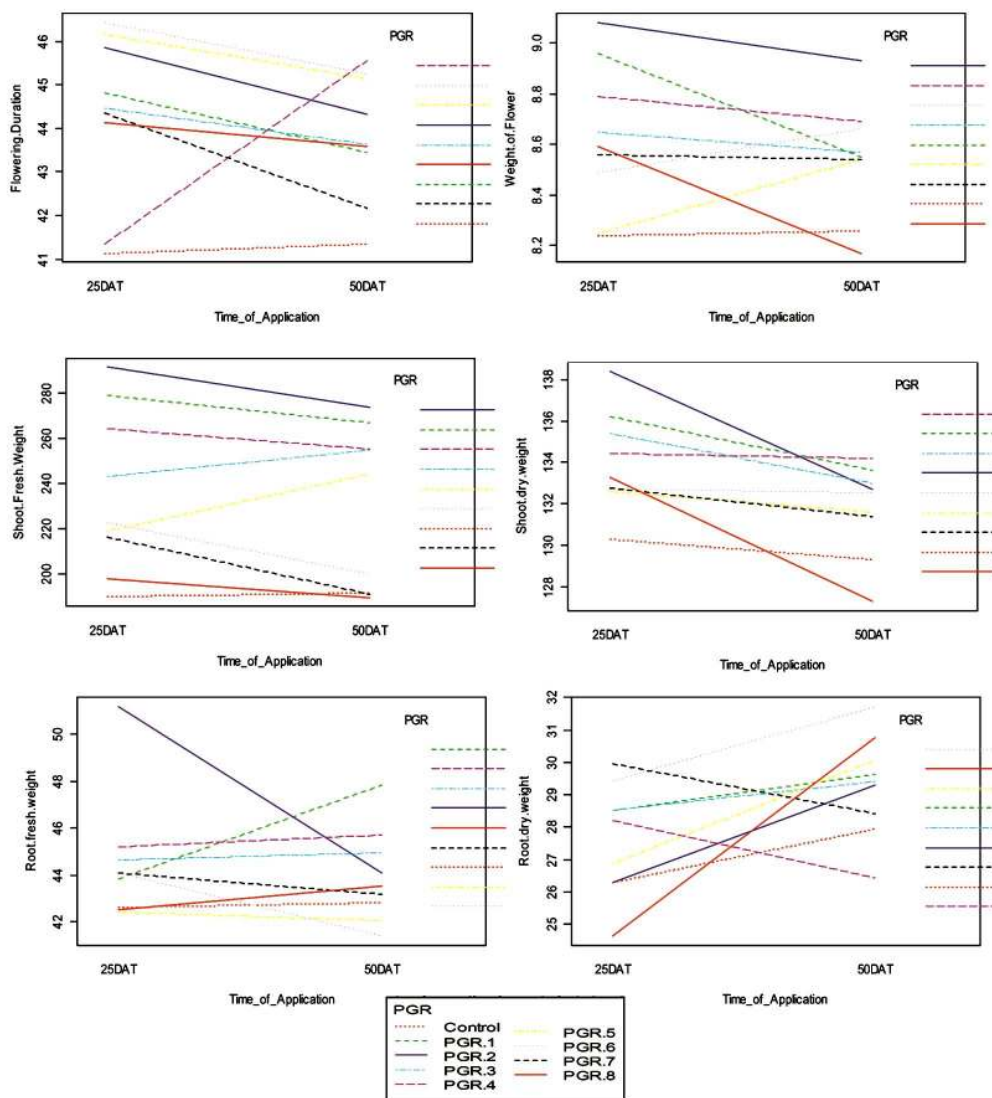 Flowering.Duration
46
45
44
43
42
41
PGR
25DAT
50DAT
Time_of_Application
Weight.of.Flower
9.0
8.8
8.6
8.4
8.2
PGR
25DAT
50DAT
Time_of_Application
Shoot.Fresh.Weight
280
260
240
220
200
PGR
25DAT
50DAT
Time_of_Application
Shoot.dry.weight
138
136
134
132
130
128
PGR
25DAT
50DAT
Time_of_Application
Root.fresh.weight
50
48
46
44
42
PGR
25DAT
50DAT
Time_of_Application
Root.dry.weight
32
31
30
29
28
27
26
25
PGR
25DAT
50DAT
Time_of_Application
PGR
Control
PGR.1
PGR.2
PGR.3
PGR.4
PGR.5
PGR.6
PGR.7
PGR.8